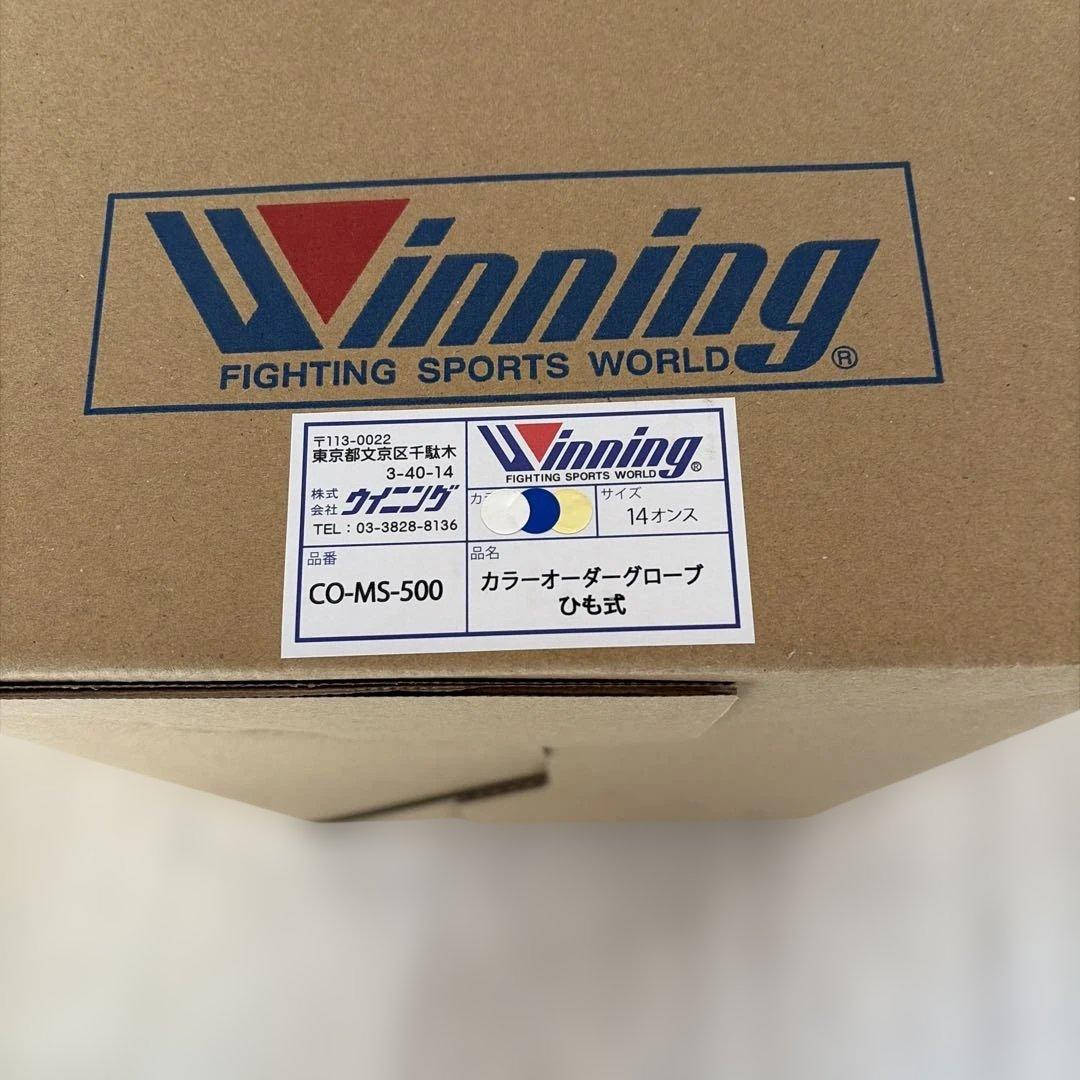 Winning®
FIGHTING SPORTS WORLD
〒113-0022
東京都文京区千駄木
3-40-14
株式
会社 ウイニング
TEL：03-3828-8136
Winning®
FIGHTING SPORTS WORLD
カラ
サイズ
14オンス
品番
CO-MS-500
品名
カラーオーダーグローブ
ひも式